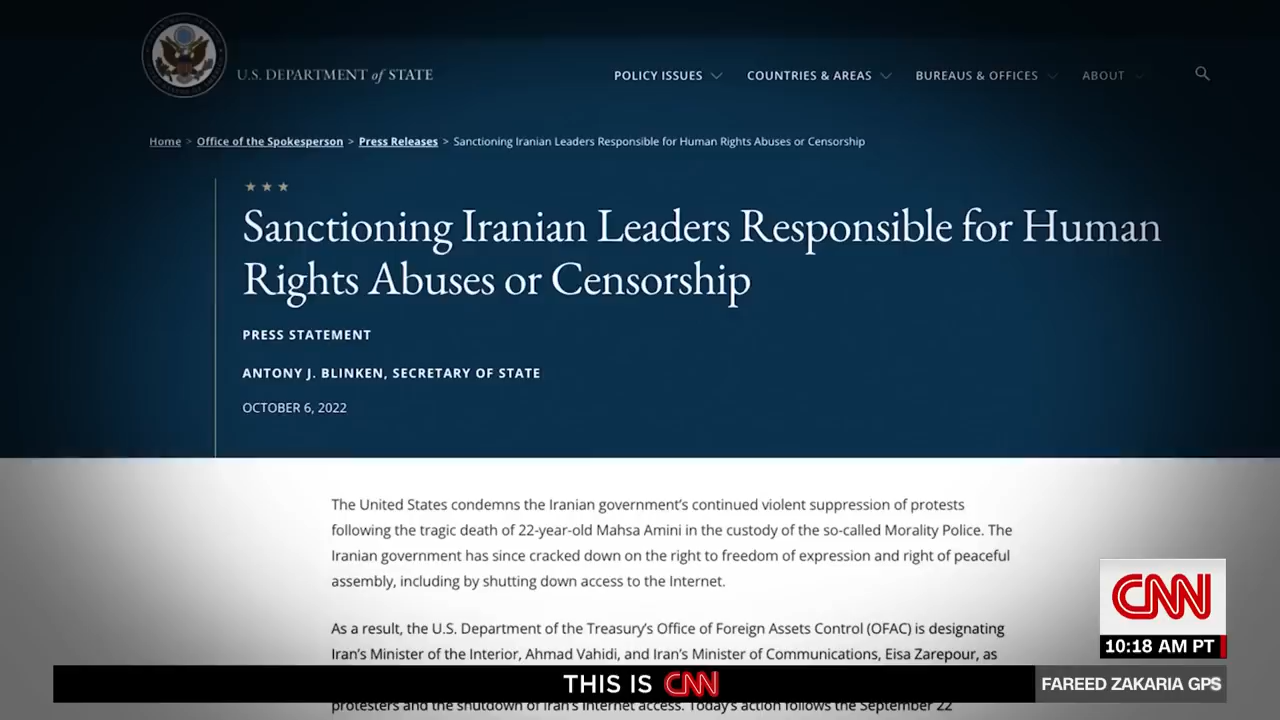 U.S. DEPARTMENT of STATE
POLICY ISSUES
COUNTRIES & AREAS
BUREAUS & OFFICES
ABOUT
Home > Office of the Spokesperson > Press Releases > Sanctioning Iranian Leaders Responsible for Human Rights Abuses or Censorship
Sanctioning Iranian Leaders Responsible for Human
Rights Abuses or Censorship
PRESS STATEMENT
ANTONY J. BLINKEN, SECRETARY OF STATE
OCTOBER 6, 2022
The United States condemns the Iranian government's continued violent suppression of protests
following the tragic death of 22-year-old Mahsa Amini in the custody of the so-called Morality Police. The
Iranian government has since cracked down on the right to freedom of expression and right of peaceful
assembly, including by shutting down access to the Internet.
As a result, the U.S. Department of the Treasury's Office of Foreign Assets Control (OFAC) is designating
Iran's Minister of the Interior, Ahmad Vahidi, and Iran's Minister of Communications, Eisa Zarepour, as
protesters and the shutdown of Iran's Internet access. Today's action follows the September 22
CNN
10:18 AM PT
THIS IS CNN
FAREED ZAKARIA GPS